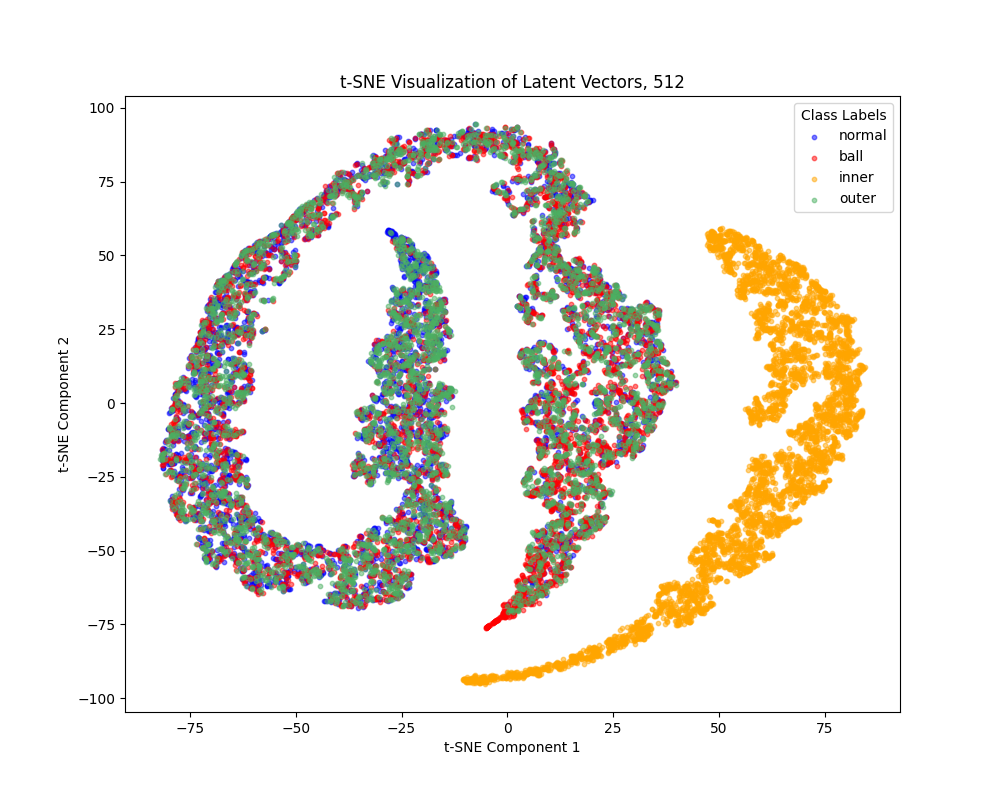 t-SNE Visualization of Latent Vectors, 512
100
75
50
25
0
−25
−50
−75
−100
t-SNE Component 2
Class Labels
normal
ball
inner
outer
−75 −50 −25 0 25 50 75
t-SNE Component 1